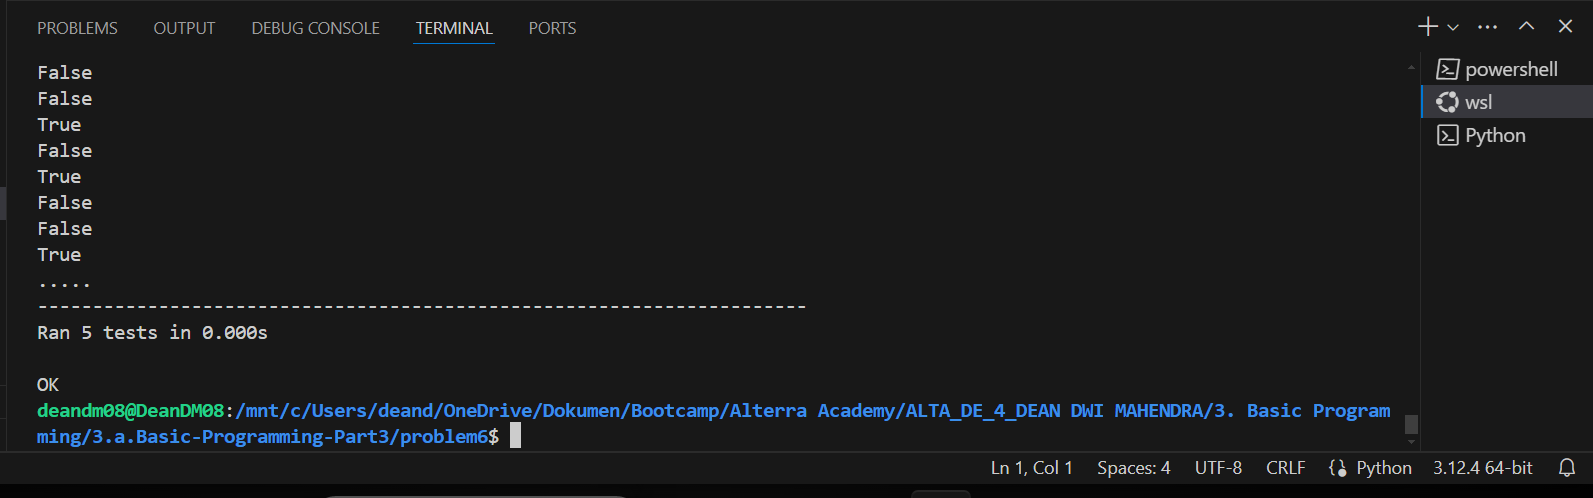 PROBLEMS OUTPUT DEBUG CONSOLE TERMINAL PORTS
False
False
True
False
True
False
False
True
.....
----------------------------------------------------------------------
Ran 5 tests in 0.000s
OK
deandm08@DeanDM08:/mnt/c/Users/deand/OneDrive/Dokumen/Bootcamp/Alterra Academy/ALTA_DE_4_DEAN DWI MAHENDRA/3. Basic Program
ming/3.a.Basic-Programming-Part3/problem6$
powershell
wsl
Python
Ln 1, Col 1 Spaces: 4 UTF-8 CRLF {} Python 3.12.4 64-bit